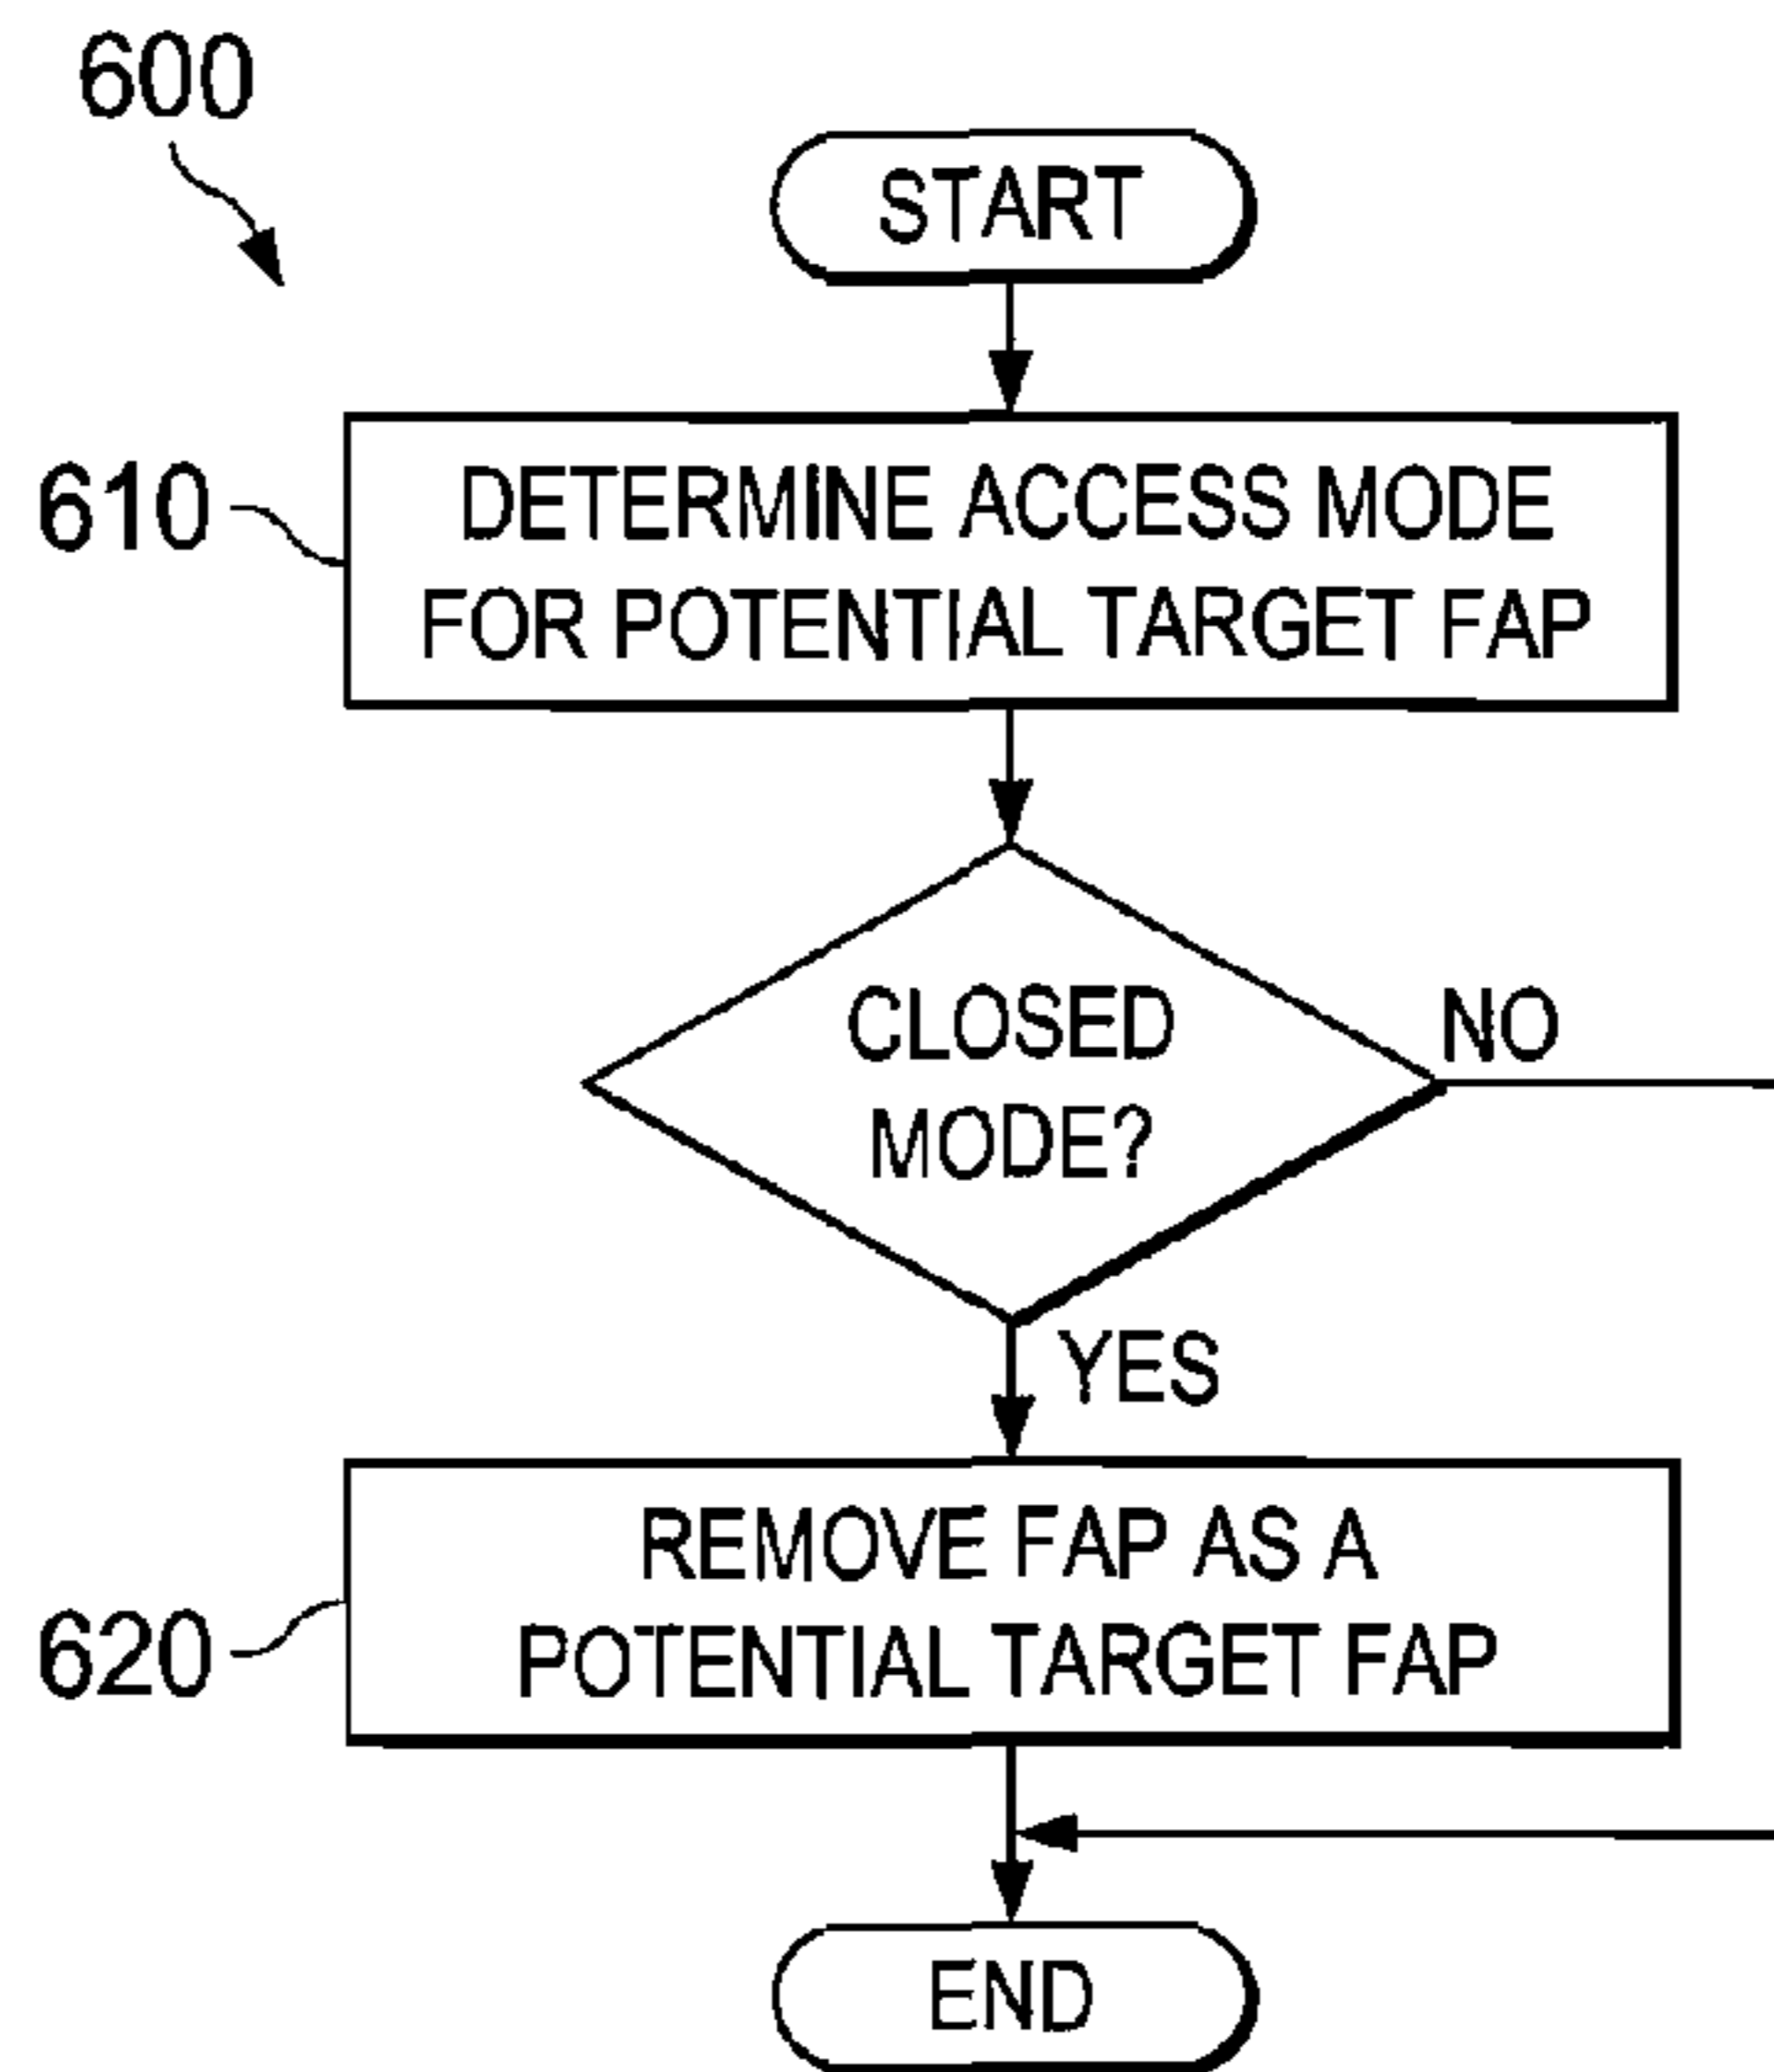 600
START
610
DETERMINE ACCESS MODE
FOR POTENTIAL TARGET FAP
CLOSED
MODE?
NO
YES
620
REMOVE FAP AS A
POTENTIAL TARGET FAP
END